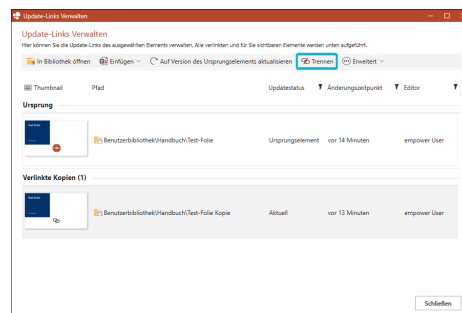 Update-Links Verwalten
Update-Links Verwalten
Hier können Sie die Update-Links des ausgewählten Elements verwalten. Alle verlinkten und für Sie sichtbaren Elemente werden unten aufgeführt.
In Bibliothek öffnen Einfügen Auf Version des Ursprungselements aktualisieren Trennen Erweitert
Thumbnail Pfad Updatestatus Änderungszeitpunkt Editor
Ursprung
Test-Folie
Benutzerbibliothek\Handbuch\Test-Folie Ursprungselement vor 14 Minuten empower User
Verlinkte Kopien (1)
Test-Folie
Benutzerbibliothek\Handbuch\Test-Folie Kopie Aktuell vor 13 Minuten empower User
Schließen